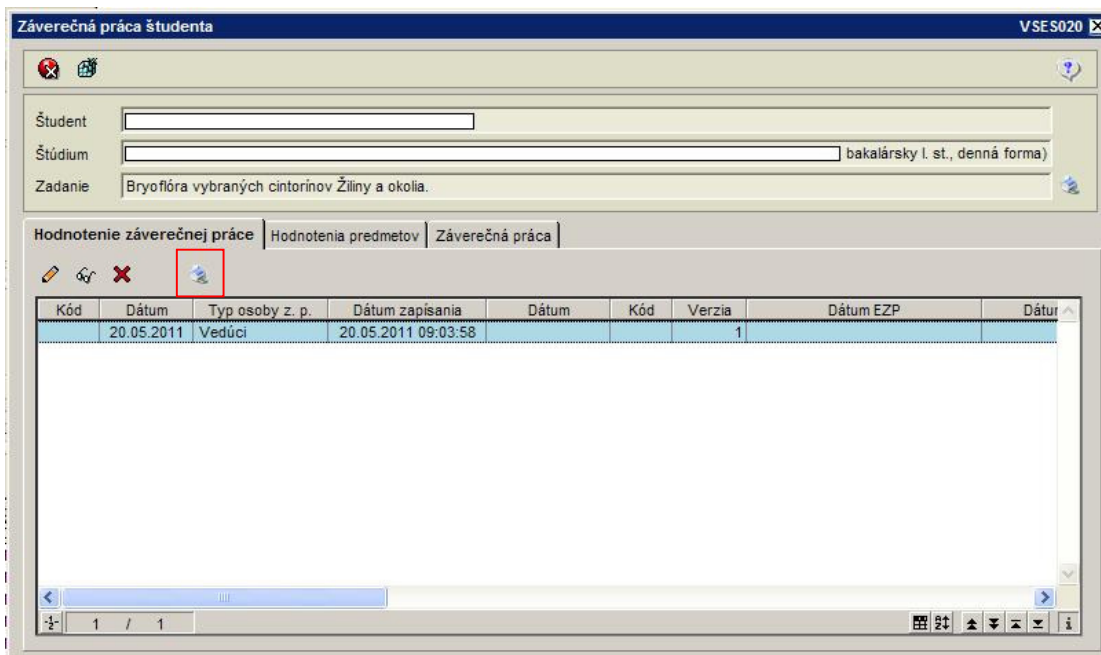 Záverečná práca študenta VSES020
Študent
Štúdium bakalársky I. st., denná forma)
Zadanie Bryoflóra vybraných cintorínov Žiliny a okolia.
Hodnotenie záverečnej práce Hodnotenia predmetov Záverečná práca
Kód Dátum Typ osoby z. p. Dátum zapísania Dátum Kód Verzia Dátum EZP Dátum
20.05.2011 Vedúci 20.05.2011 09:03:58 1
1 / 1